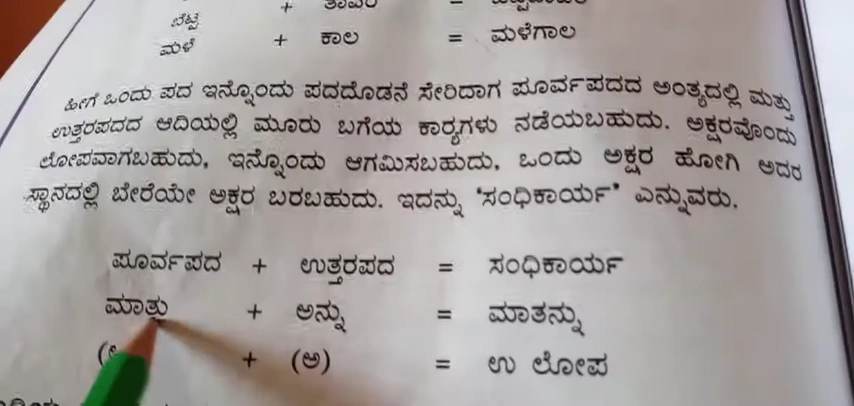 ಬೆಟ್ಟ + ತಾವರೆ =
ಮಳೆ + ಕಾಲ = ಮಳೆಗಾಲ
ಹೀಗೆ ಒಂದು ಪದ ಇನ್ನೊಂದು ಪದದೊಡನೆ ಸೇರಿದಾಗ ಪೂರ್ವಪದದ ಅಂತ್ಯದಲ್ಲಿ ಮತ್ತು
ಉತ್ತರಪದದ ಆದಿಯಲ್ಲಿ ಮೂರು ಬಗೆಯ ಕಾರ‍್ಯಗಳು ನಡೆಯಬಹುದು. ಅಕ್ಷರವೊಂದು
ಲೋಪವಾಗಬಹುದು, ಇನ್ನೊಂದು ಆಗಮಿಸಬಹುದು, ಒಂದು ಅಕ್ಷರ ಹೋಗಿ ಅದರ
ಸ್ಥಾನದಲ್ಲಿ ಬೇರೆಯೇ ಅಕ್ಷರ ಬರಬಹುದು. ಇದನ್ನು 'ಸಂಧಿಕಾರ್ಯ' ಎನ್ನುವರು.
ಪೂರ್ವಪದ + ಉತ್ತರಪದ = ಸಂಧಿಕಾರ್ಯ
ಮಾತು + ಅನ್ನು = ಮಾತನ್ನು
+ (ಅ) = ಉ ಲೋಪ